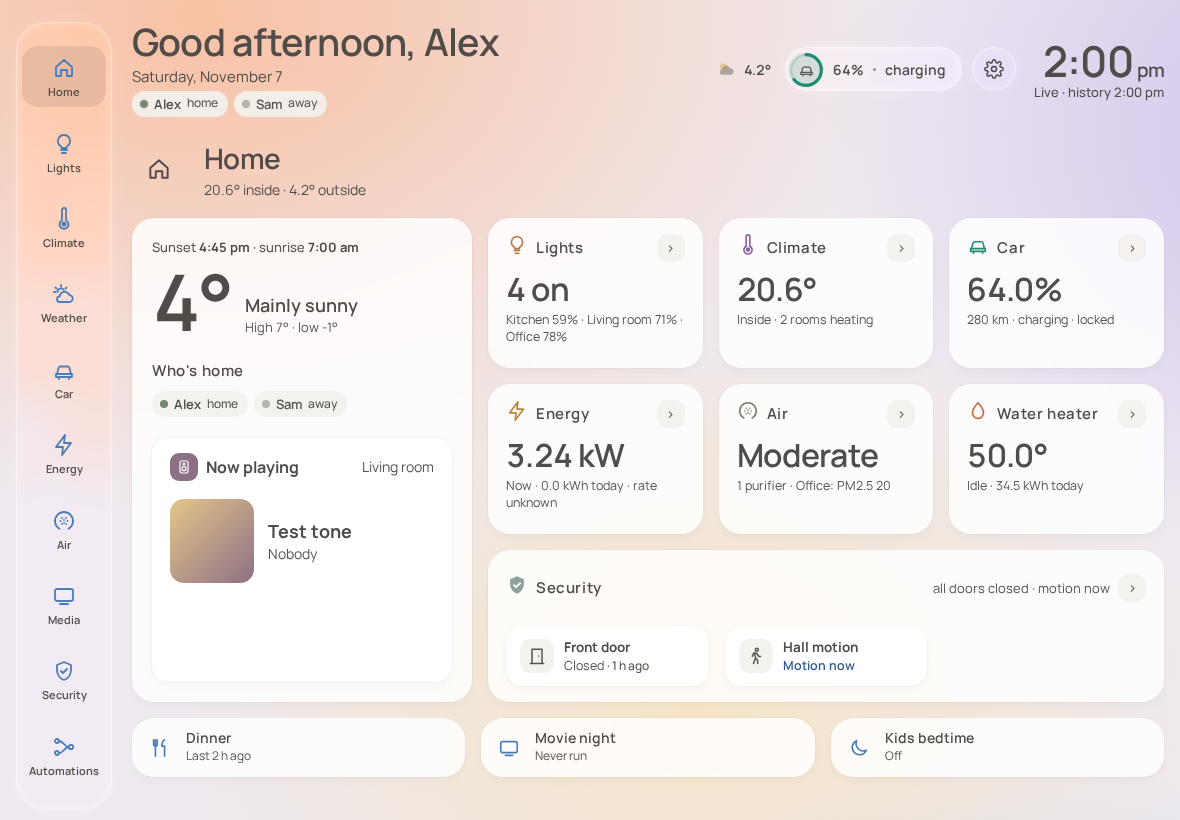 Good afternoon, Alex
Saturday, November 7
Alex home
Sam away
4.2°
64% • charging
2:00 pm
Live · history 2:00 pm
Home
Lights
Climate
Weather
Car
Energy
Air
Media
Security
Automations
Home
20.6° inside · 4.2° outside
Sunset 4:45 pm · sunrise 7:00 am
4°
Mainly sunny
High 7° · low -1°
Who's home
Alex home
Sam away
Now playing
Living room
Test tone
Nobody
Lights
4 on
Kitchen 59% · Living room 71% ·
Office 78%
Climate
20.6°
Inside · 2 rooms heating
Car
64.0%
280 km · charging · locked
Energy
3.24 kW
Now · 0.0 kWh today · rate
unknown
Air
Moderate
1 purifier · Office: PM2.5 20
Water heater
50.0°
Idle · 34.5 kWh today
Security
all doors closed · motion now
Front door
Closed · 1 h ago
Hall motion
Motion now
Dinner
Last 2 h ago
Movie night
Never run
Kids bedtime
Off